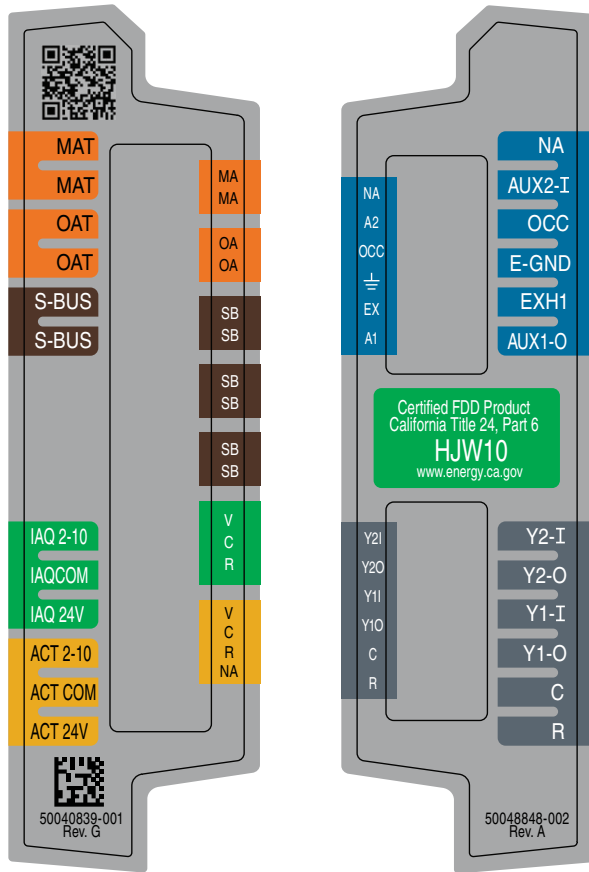 MAT
MAT
OAT
OAT
S-BUS
S-BUS
IAQ 2-10
IAQCOM
IAQ 24V
ACT 2-10
ACT COM
ACT 24V
MA
MA
OA
OA
SB
SB
SB
SB
SB
SB
V
C
R
V
C
R
NA
50040839-001
Rev. G
NA
A2
OCC
EX
A1
NA
AUX2-I
OCC
E-GND
EXH1
AUX1-O
Certified FDD Product
California Title 24, Part 6
HJW10
www.energy.ca.gov
Y2I
Y2O
Y1I
Y1O
C
R
Y2-I
Y2-O
Y1-I
Y1-O
C
R
50048848-002
Rev. A